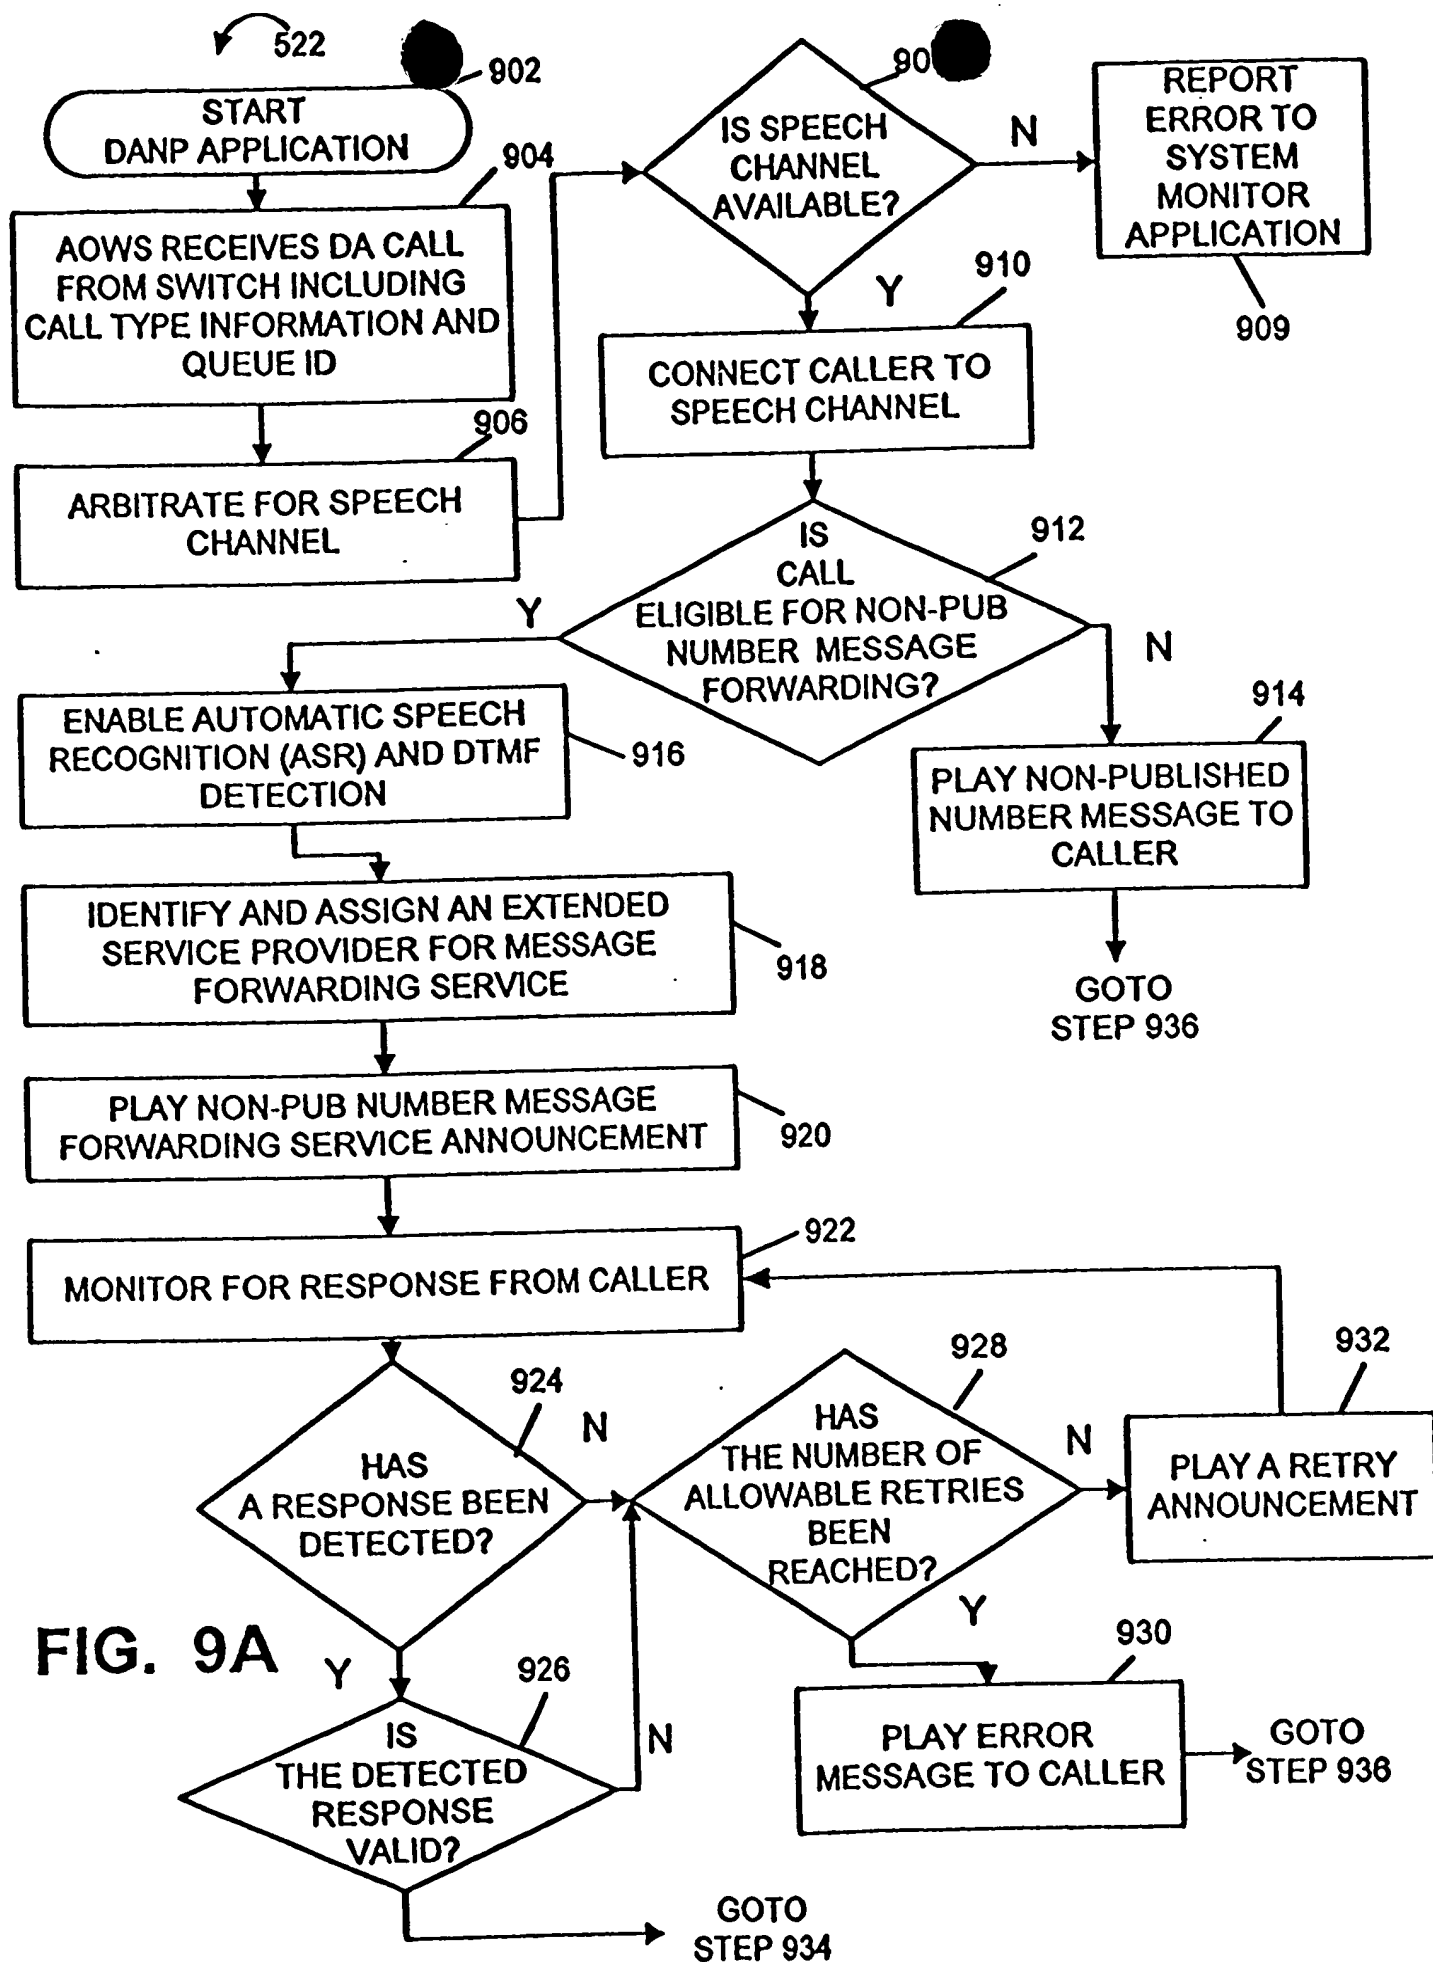 522
902
START
DANP APPLICATION
904
AOWS RECEIVES DA CALL
FROM SWITCH INCLUDING
CALL TYPE INFORMATION AND
QUEUE ID
906
ARBITRATE FOR SPEECH
CHANNEL
90
IS SPEECH
CHANNEL
AVAILABLE?
N
REPORT
ERROR TO
SYSTEM
MONITOR
APPLICATION
909
Y
910
CONNECT CALLER TO
SPEECH CHANNEL
912
IS
CALL
ELIGIBLE FOR NON-PUB
NUMBER MESSAGE
FORWARDING?
Y
N
914
PLAY NON-PUBLISHED
NUMBER MESSAGE TO
CALLER
GOTO
STEP 936
ENABLE AUTOMATIC SPEECH
RECOGNITION (ASR) AND DTMF
DETECTION
916
IDENTIFY AND ASSIGN AN EXTENDED
SERVICE PROVIDER FOR MESSAGE
FORWARDING SERVICE
918
PLAY NON-PUB NUMBER MESSAGE
FORWARDING SERVICE ANNOUNCEMENT
920
922
MONITOR FOR RESPONSE FROM CALLER
924
HAS
A RESPONSE BEEN
DETECTED?
N
928
HAS
THE NUMBER OF
ALLOWABLE RETRIES
BEEN
REACHED?
N
932
PLAY A RETRY
ANNOUNCEMENT
Y
930
PLAY ERROR
MESSAGE TO CALLER
GOTO
STEP 936
FIG. 9A
Y
926
IS
THE DETECTED
RESPONSE
VALID?
N
GOTO
STEP 934